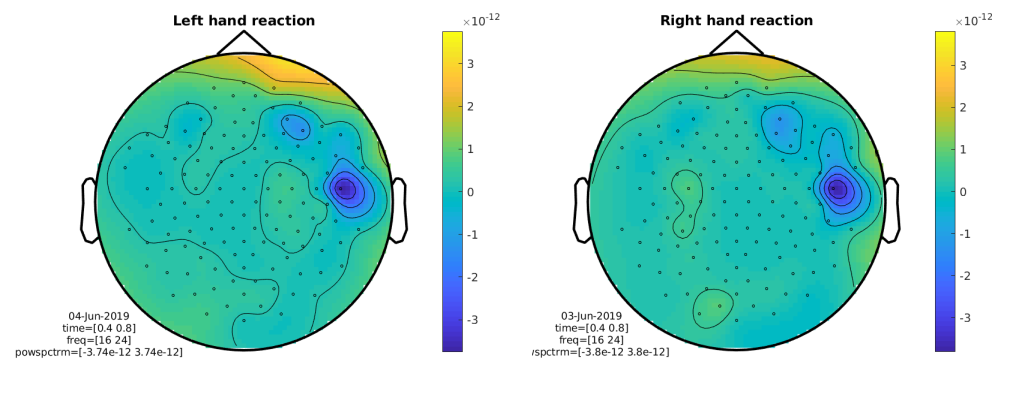 Left hand reaction
×10⁻¹²
3
2
1
0
-1
-2
-3
04-Jun-2019
time=[0.4 0.8]
freq=[16 24]
powspctrm=[-3.74e-12 3.74e-12]
Right hand reaction
×10⁻¹²
3
2
1
0
-1
-2
-3
03-Jun-2019
time=[0.4 0.8]
freq=[16 24]
vspctrm=[-3.8e-12 3.8e-12]